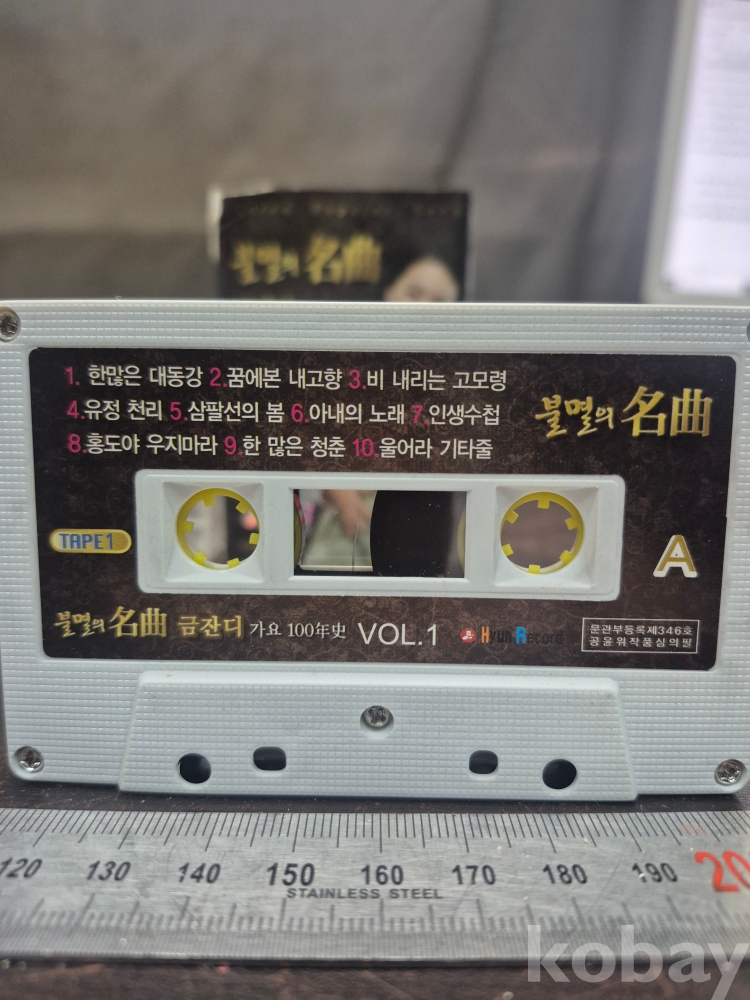 불멸의 名曲
1. 한많은 대동강 2.꿈에본 내고향 3.비 내리는 고모령
4.유정 천리 5.삼팔선의 봄 6.아내의 노래 7.인생수첩
8.홍도야 우지마라 9.한 많은 청춘 10.울어라 기타줄
불멸의 名曲
TAPE1
A
불멸의 名曲 금잔디 가요 100年史 VOL.1 Hyun Record
문관부등록제346호
공윤위작품심의필
120 130 140 150 160 170 180 190 20
STAINLESS STEEL
kobay